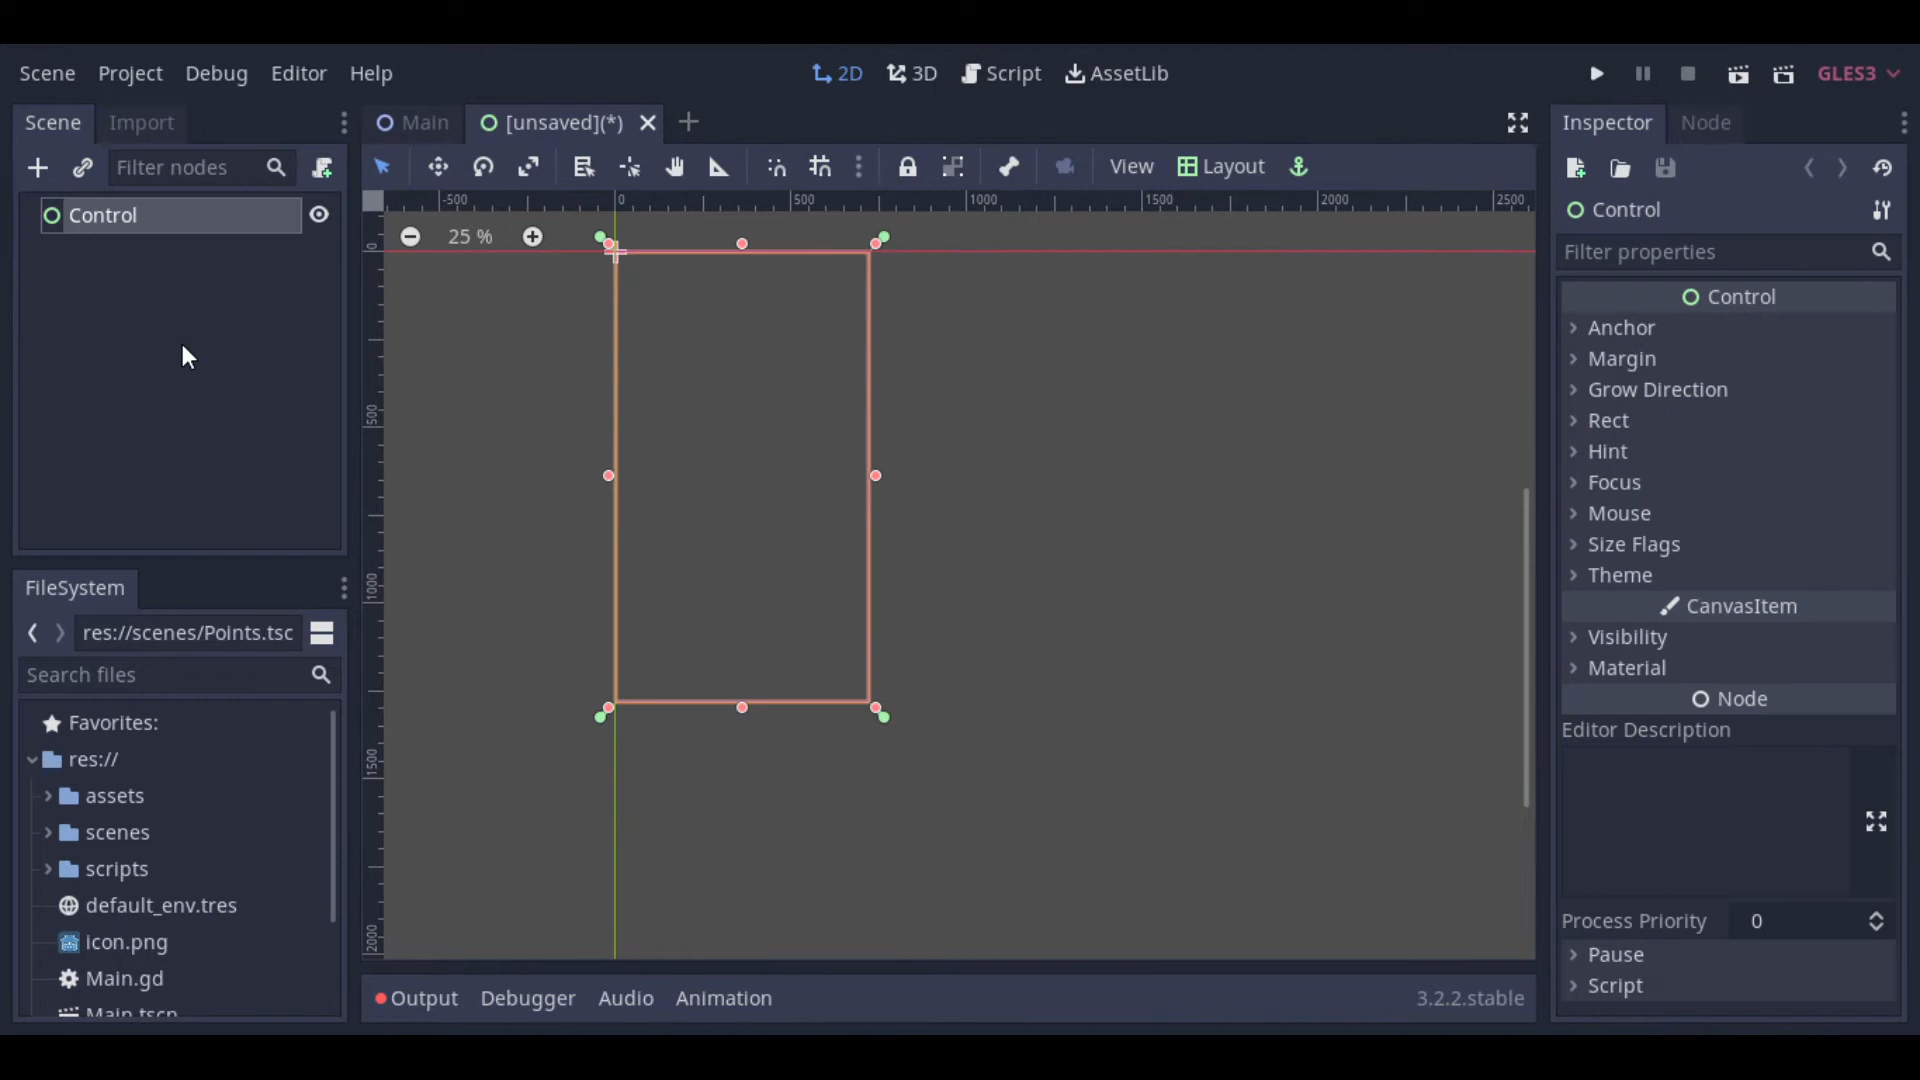 Scene Project Debug Editor Help
2D 3D Script AssetLib
GLES3
Scene Import
Main [unsaved](*)
Inspector Node
Filter nodes
View Layout
Control
-500 0 500 1000 1500 2000 2500
25 %
0
500
1000
1500
2000
Control
Filter properties
Control
Anchor
Margin
Grow Direction
Rect
Hint
Focus
Mouse
Size Flags
Theme
CanvasItem
Visibility
Material
Node
Editor Description
Process Priority 0
Pause
Script
FileSystem
res://scenes/Points.tsc
Search files
Favorites:
res://
assets
scenes
scripts
default_env.tres
icon.png
Main.gd
Main.tscn
Output Debugger Audio Animation
3.2.2.stable